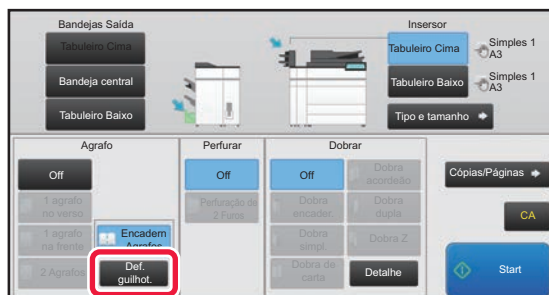 Bandejas Saída
Insersor
Tabuleiro Cima
Bandeja central
Tabuleiro Baixo
Tabuleiro Cima
Simples 1
A3
Tabuleiro Baixo
Simples 1
A3
Tipo e tamanho
Agrafo
Perfurar
Dobrar
Off
1 agrafo
no verso
1 agrafo
na frente
2 Agrafos
Encadern
Agrafos
Def.
guilhot.
Off
Perfuração de
2 Furos
Off
Dobra
acordeão
Dobra
encader.
Dobra
dupla
Dobra
simpl.
Dobra Z
Dobra de
carta
Detalhe
Cópias/Páginas
CA
Start